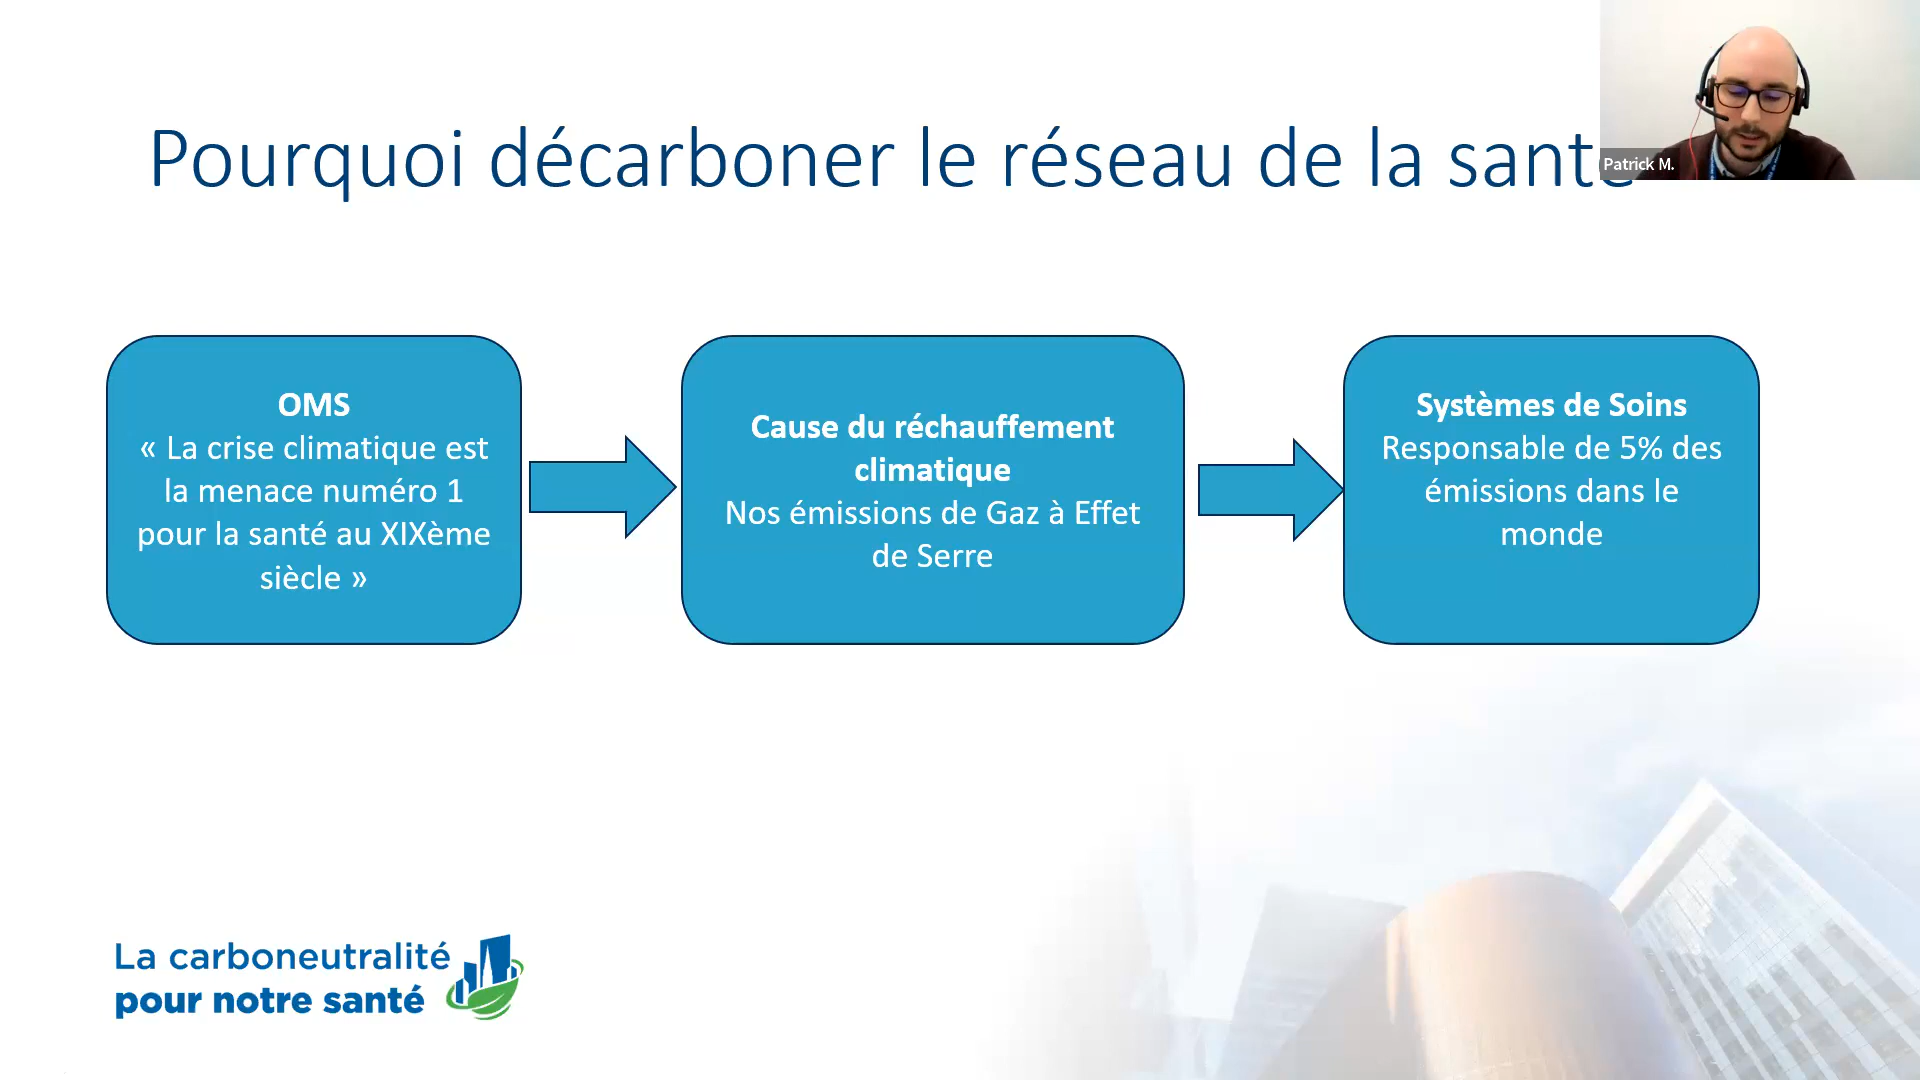 Pourquoi décarboner le réseau de la santé
Patrick M.
OMS
« La crise climatique est
la menace numéro 1
pour la santé au XIXème
siècle »
Cause du réchauffement
climatique
Nos émissions de Gaz à Effet
de Serre
Systèmes de Soins
Responsable de 5% des
émissions dans le
monde
La carboneutralité
pour notre santé